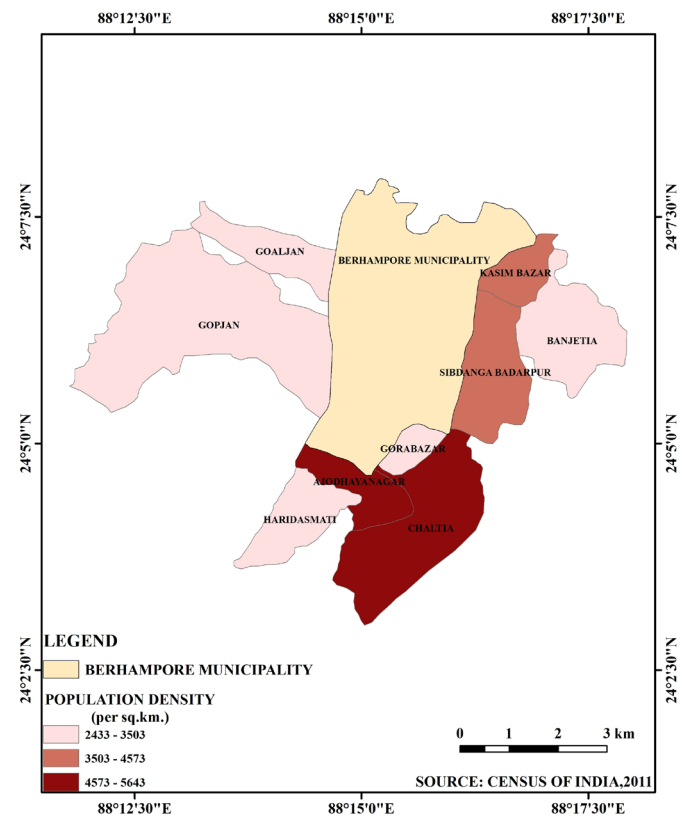 88°12'30"E 88°15'0"E 88°17'30"E
24°7'30"N 24°7'30"N
GOALJAN
BERHAMPORE MUNICIPALITY
KASIM BAZAR
GOPJAN
BANJETIA
SIBDANGA BADARPUR
24°5'0"N 24°5'0"N
GORABAZAR
AJODHAYANAGAR
HARIDASMATI
CHALTIA
24°2'30"N 24°2'30"N
LEGEND
BERHAMPORE MUNICIPALITY
POPULATION DENSITY
(per sq.km.)
2433 - 3503
3503 - 4573
4573 - 5643
0 1 2 3 km
SOURCE: CENSUS OF INDIA,2011
88°12'30"E 88°15'0"E 88°17'30"E